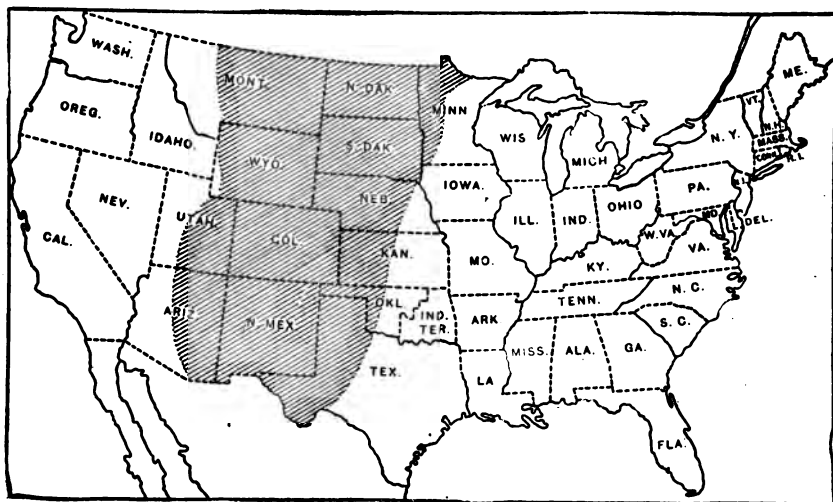 WASH.
MONT.
N. DAK.
MINN
ME.
OREG.
IDAHO.
WYO.
S. DAK.
WIS
MICH
N. Y.
VT.
N.H.
MASS.
CONN.
R. I.
NEV.
UTAH.
COL.
NEB.
IOWA.
ILL.
IND.
OHIO
PA.
N.J.
MD.
DEL.
CAL.
KAN.
MO.
KY.
W. VA.
VA.
ARIZ.
N. MEX.
OKL.
IND.
TER.
ARK
TENN.
N. C.
S. C.
TEX.
LA
MISS.
ALA.
GA.
FLA.